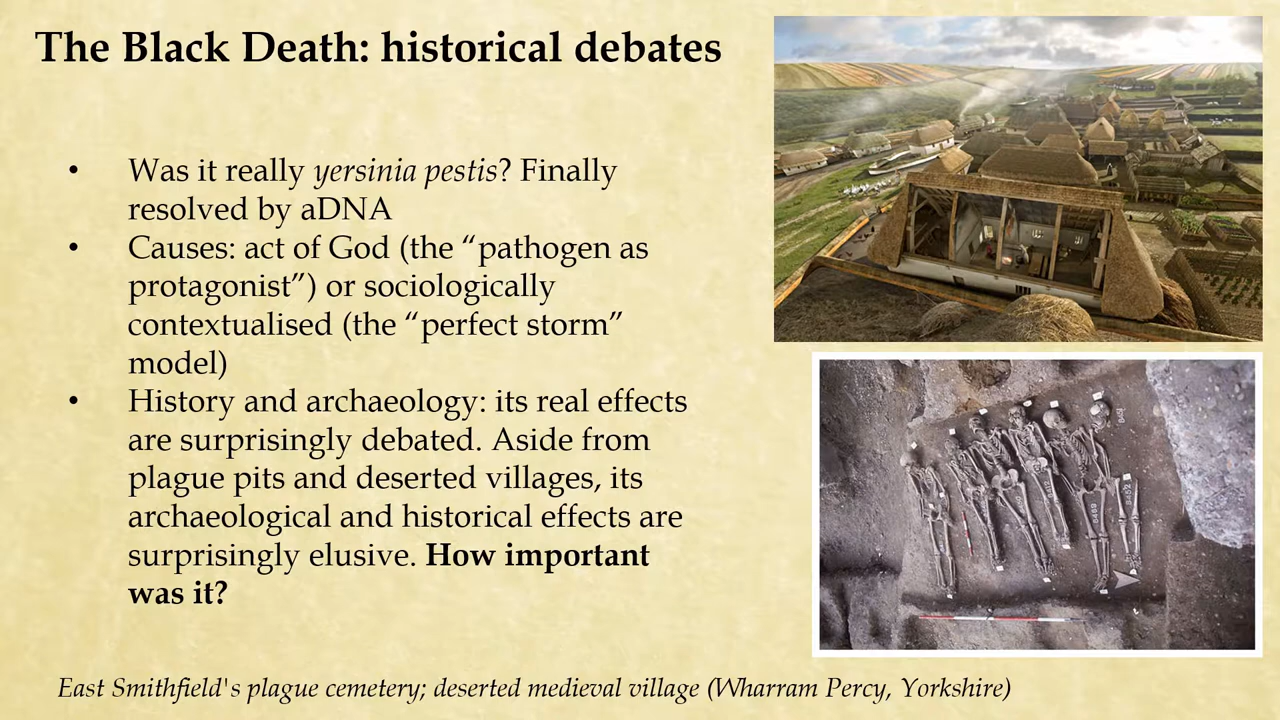 The Black Death: historical debates
• Was it really yersinia pestis? Finally
resolved by aDNA
• Causes: act of God (the “pathogen as
protagonist”) or sociologically
contextualised (the “perfect storm”
model)
• History and archaeology: its real effects
are surprisingly debated. Aside from
plague pits and deserted villages, its
archaeological and historical effects are
surprisingly elusive. How important
was it?
East Smithfield's plague cemetery; deserted medieval village (Wharram Percy, Yorkshire)